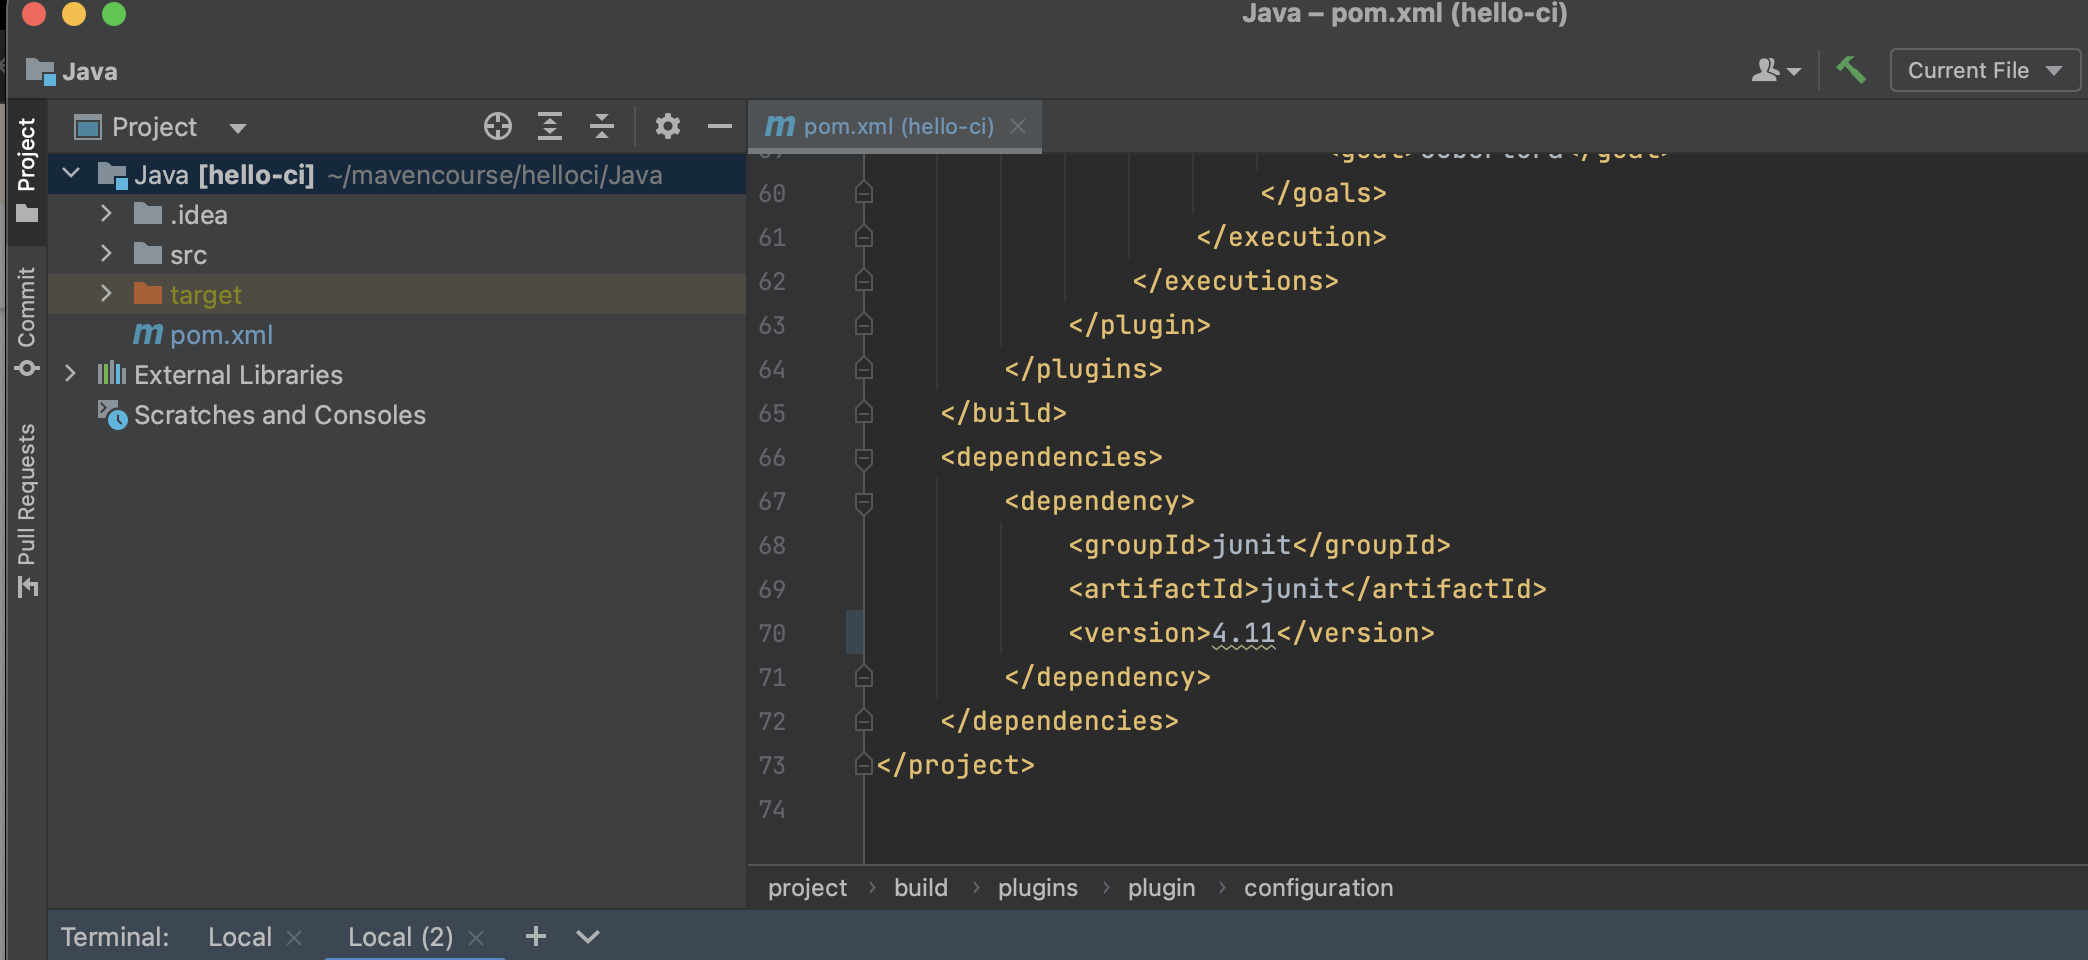 Java – pom.xml (hello-ci)
Java
Current File
Project
Commit
Pull Requests
Project
Java [hello-ci] ~/mavencourse/helloci/Java
.idea
src
target
pom.xml
External Libraries
Scratches and Consoles
pom.xml (hello-ci)
60 </goals>
61 </execution>
62 </executions>
63 </plugin>
64 </plugins>
65 </build>
66 <dependencies>
67 <dependency>
68 <groupId>junit</groupId>
69 <artifactId>junit</artifactId>
70 <version>4.11</version>
71 </dependency>
72 </dependencies>
73 </project>
74
project › build › plugins › plugin › configuration
Terminal: Local Local (2)